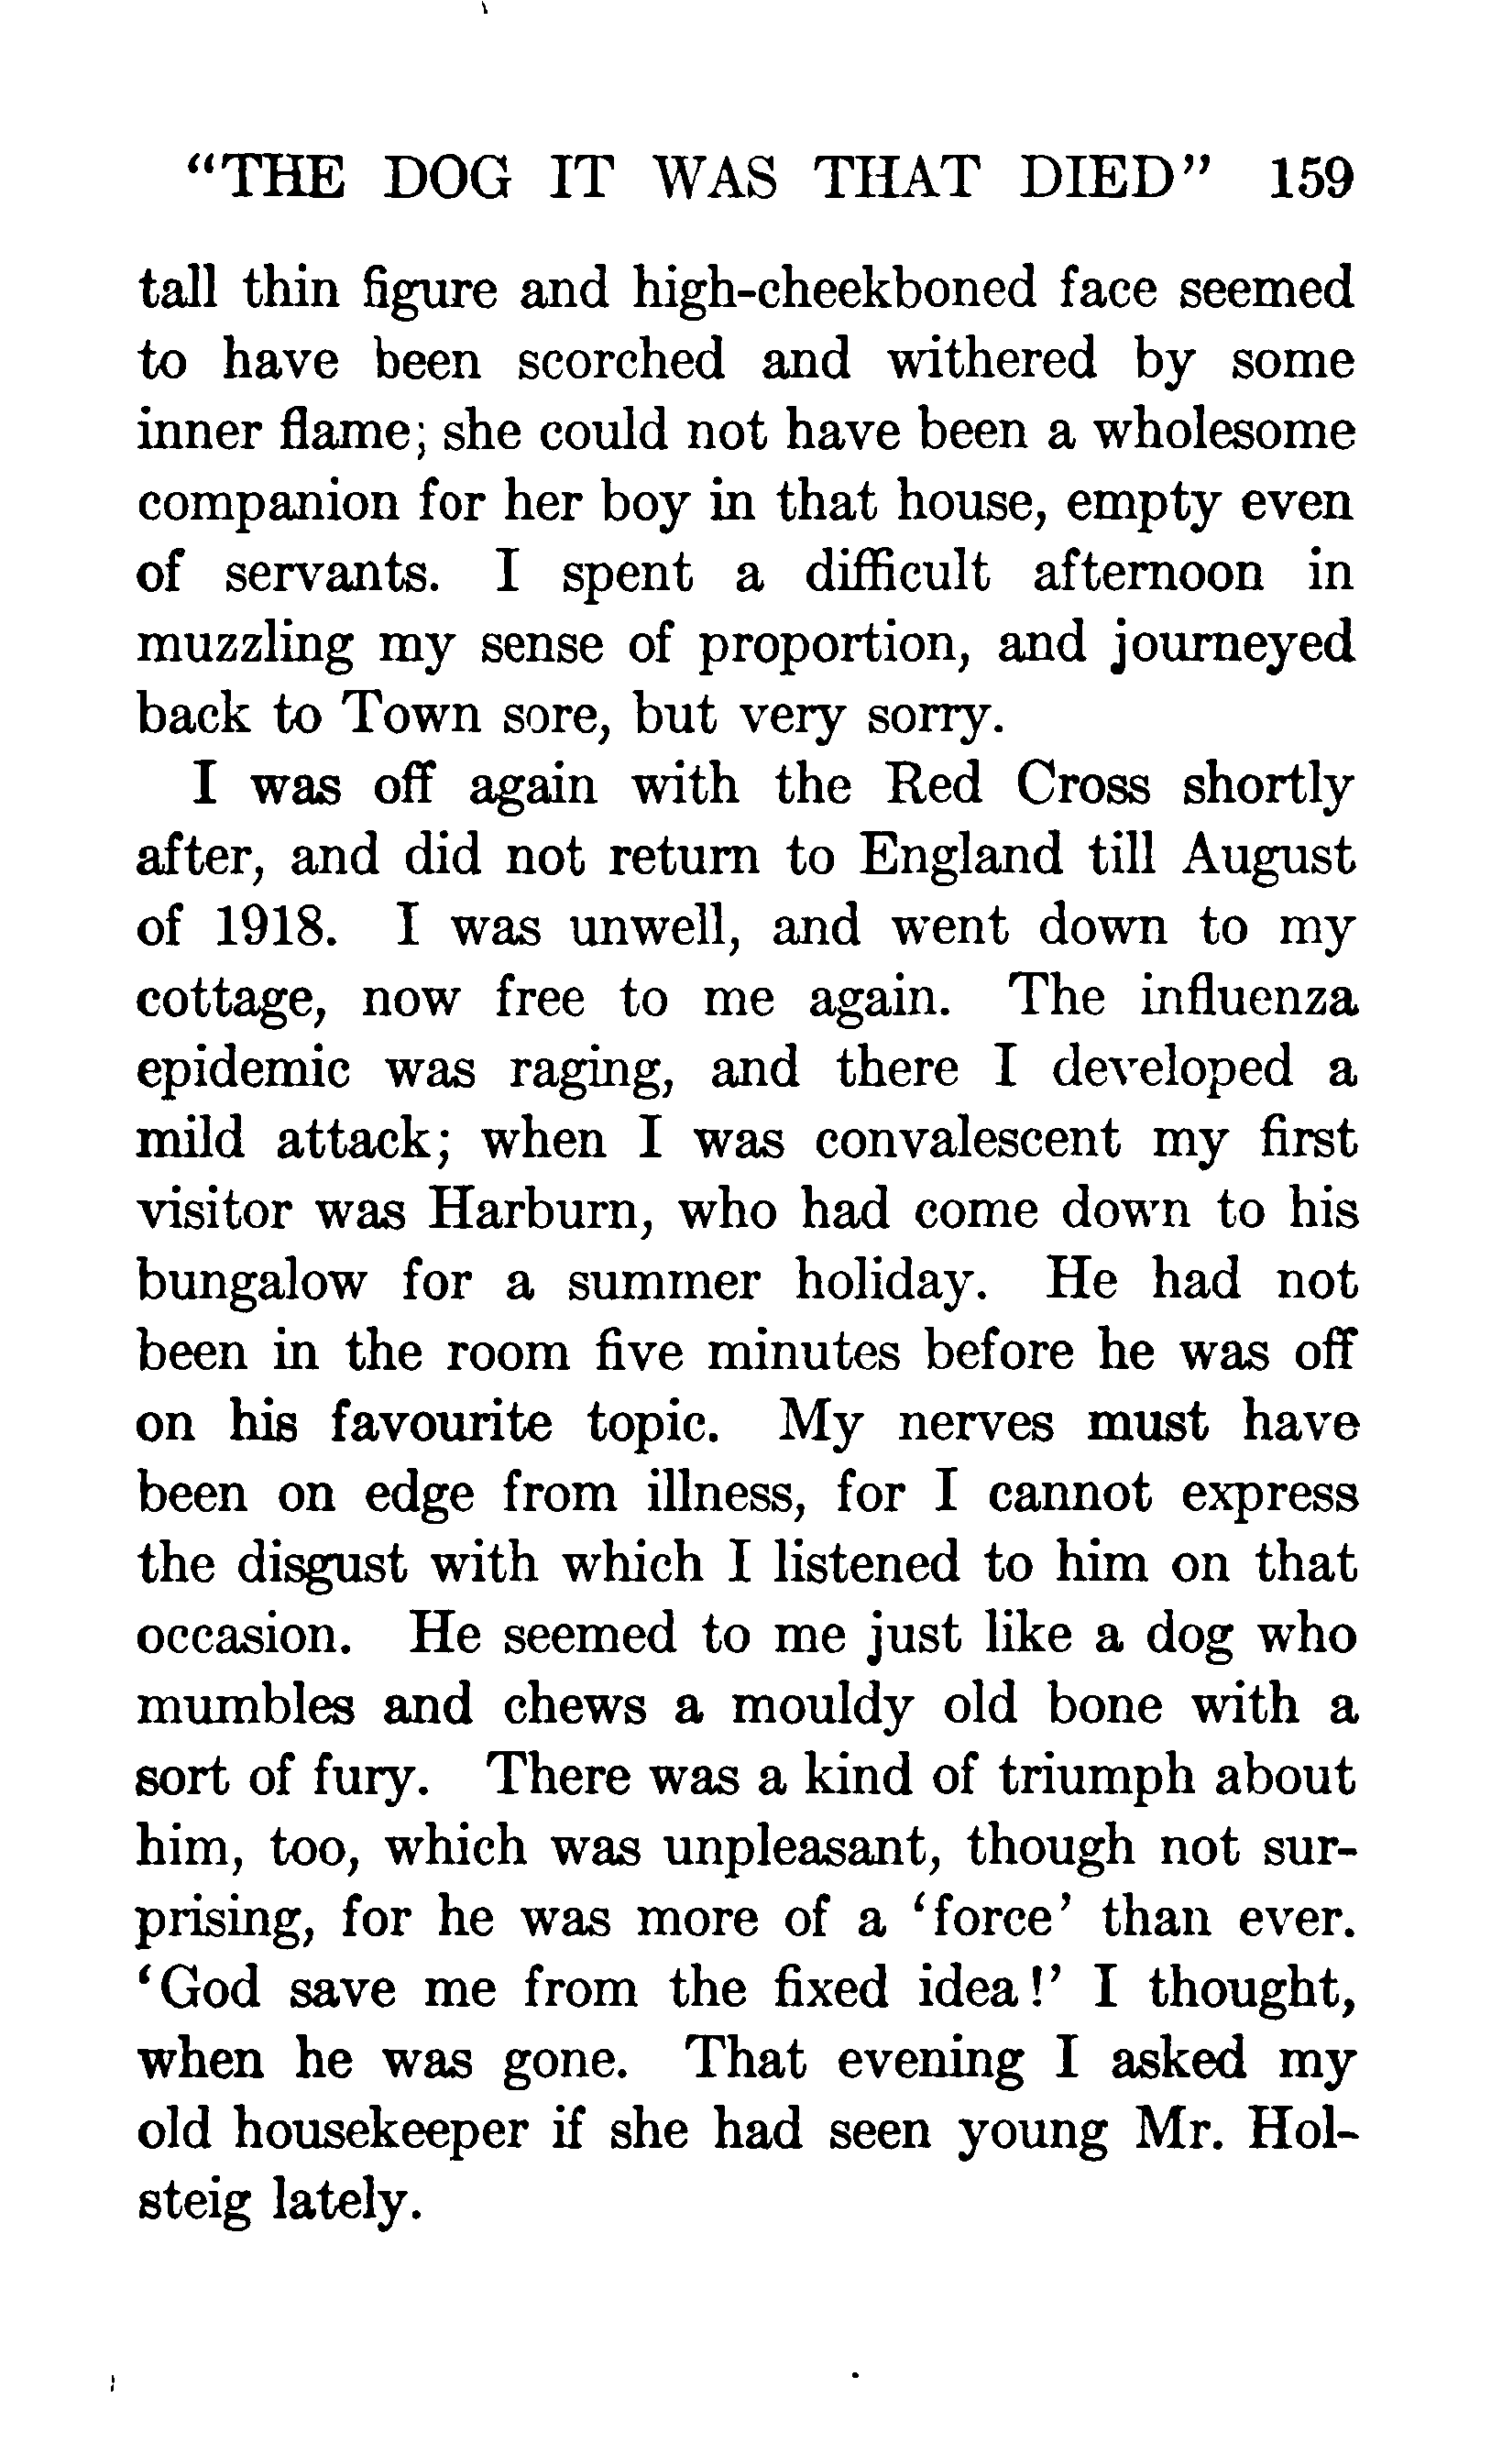 "THE DOG IT WAS THAT DIED" 159
tall thin figure and high-cheekboned face seemed
to have been scorched and withered by some
inner flame; she could not have been a wholesome
companion for her boy in that house, empty even
of servants. I spent a difficult afternoon in
muzzling my sense of proportion, and journeyed
back to Town sore, but very sorry.
I was off again with the Red Cross shortly
after, and did not return to England till August
of 1918. I was unwell, and went down to my
cottage, now free to me again. The influenza
epidemic was raging, and there I developed a
mild attack; when I was convalescent my first
visitor was Harburn, who had come down to his
bungalow for a summer holiday. He had not
been in the room five minutes before he was off
on his favourite topic. My nerves must have
been on edge from illness, for I cannot express
the disgust with which I listened to him on that
occasion. He seemed to me just like a dog who
mumbles and chews a mouldy old bone with a
sort of fury. There was a kind of triumph about
him, too, which was unpleasant, though not sur-
prising, for he was more of a 'force' than ever.
'God save me from the fixed idea!' I thought,
when he was gone. That evening I asked my
old housekeeper if she had seen young Mr. Hol-
steig lately.